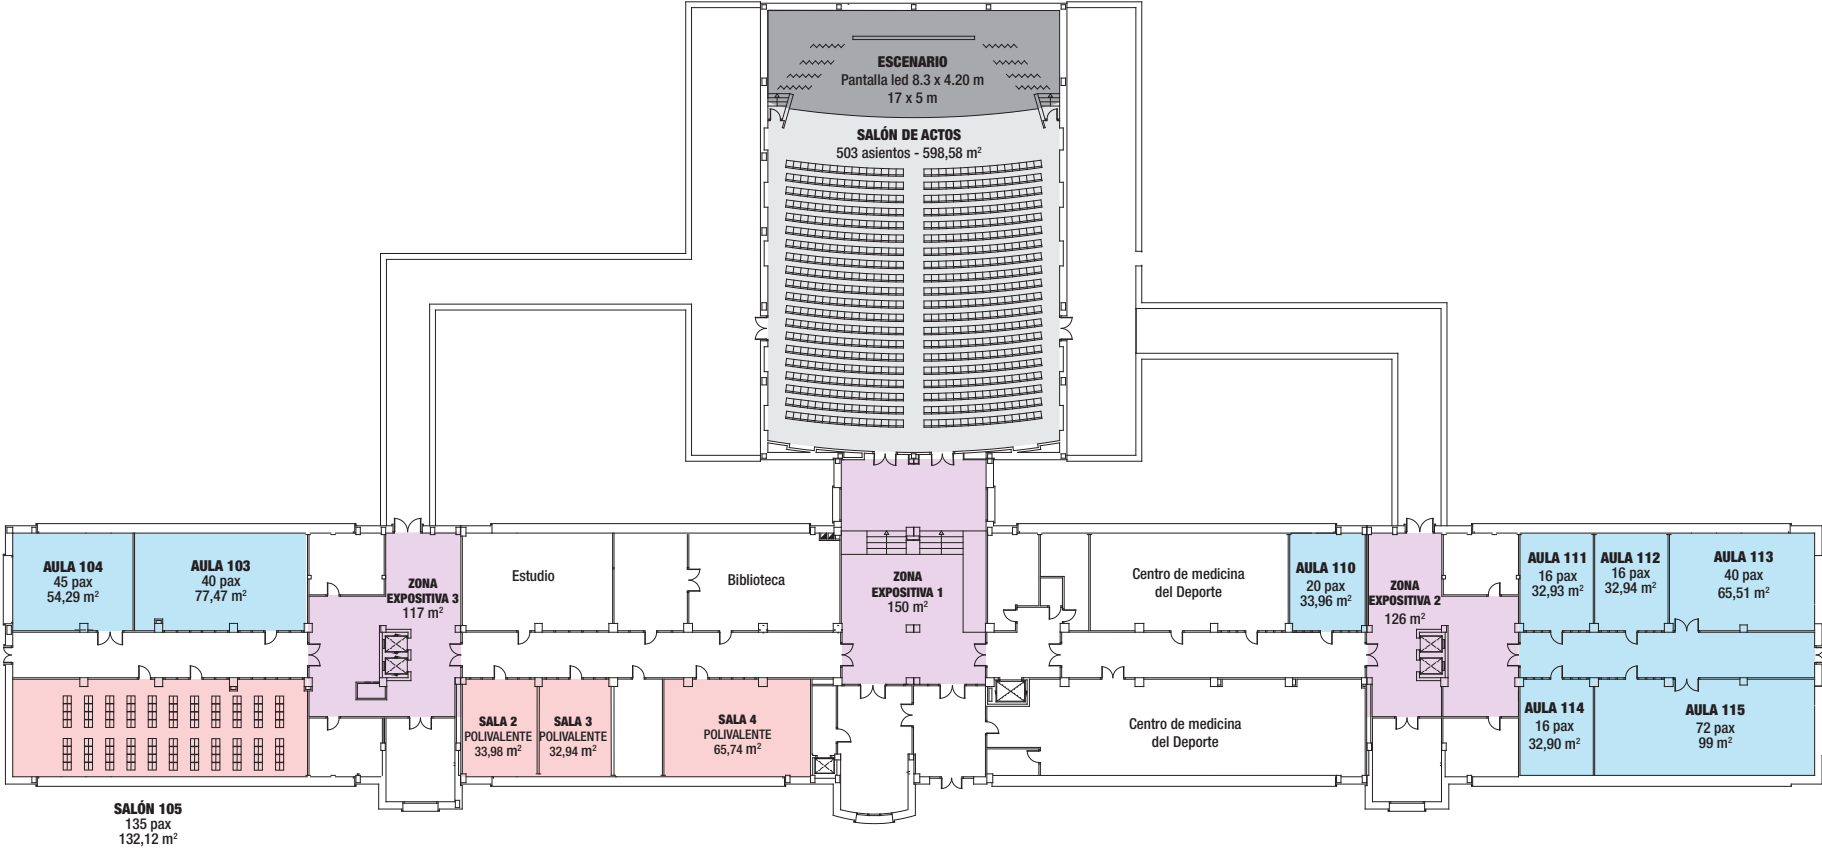 ESCENARIO
Pantalla led 8.3 x 4.20 m
17 x 5 m
SALÓN DE ACTOS
503 asientos - 598,58 m²
AULA 104
45 pax
54,29 m²
AULA 103
40 pax
77,47 m²
ZONA
EXPOSITIVA 3
117 m²
Estudio
Biblioteca
ZONA
EXPOSITIVA 1
150 m²
Centro de medicina
del Deporte
AULA 110
20 pax
33,96 m²
ZONA
EXPOSITIVA 2
126 m²
AULA 111
16 pax
32,93 m²
AULA 112
16 pax
32,94 m²
AULA 113
40 pax
65,51 m²
SALA 2
POLIVALENTE
33,98 m²
SALA 3
POLIVALENTE
32,94 m²
SALA 4
POLIVALENTE
65,74 m²
Centro de medicina
del Deporte
AULA 114
16 pax
32,90 m²
AULA 115
72 pax
99 m²
SALÓN 105
135 pax
132,12 m²